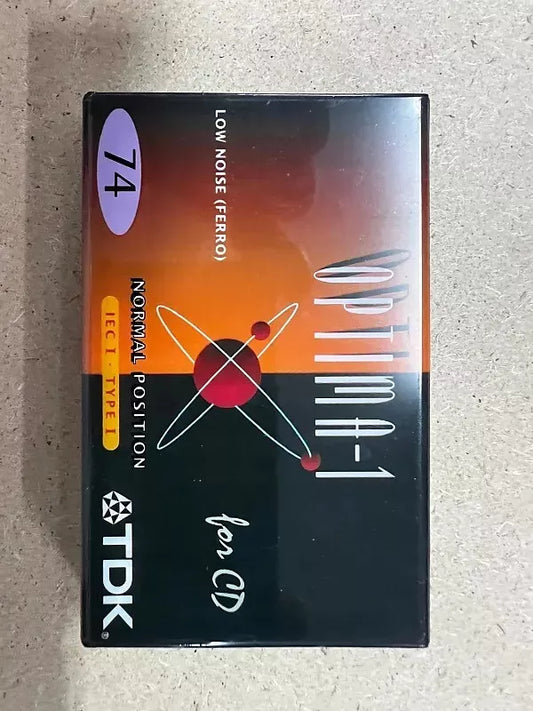 OPTIMA-1
LOW NOISE (FERRO)
for CD
74
NORMAL POSITION
IEC I · TYPE I
TDK®